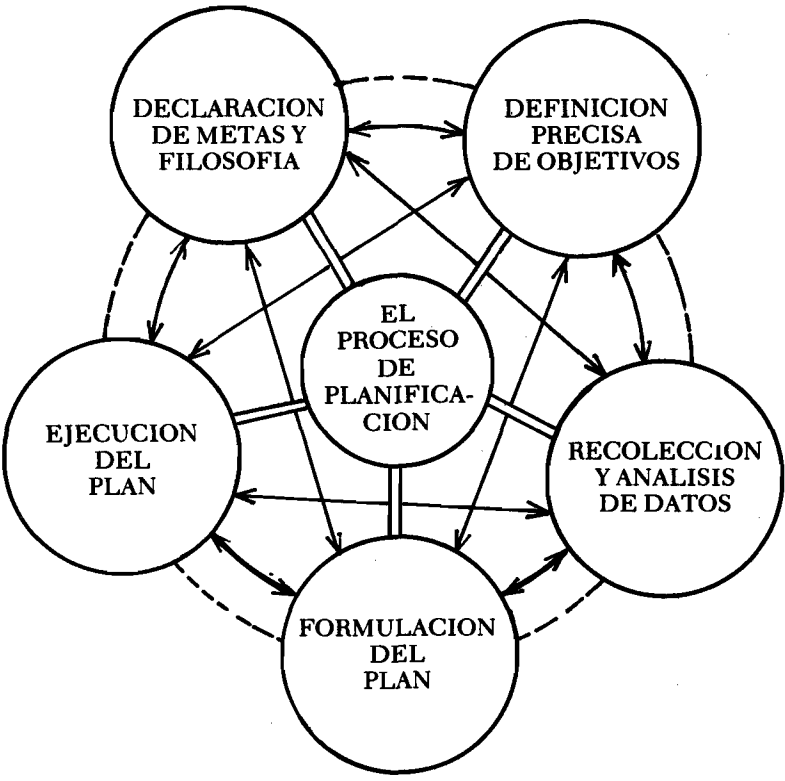 DECLARACION
DE METAS Y
FILOSOFIA
DEFINICION
PRECISA
DE OBJETIVOS
EL
PROCESO
DE
PLANIFICA-
CION
EJECUCION
DEL
PLAN
RECOLECCION
Y ANALISIS
DE DATOS
FORMULACION
DEL
PLAN